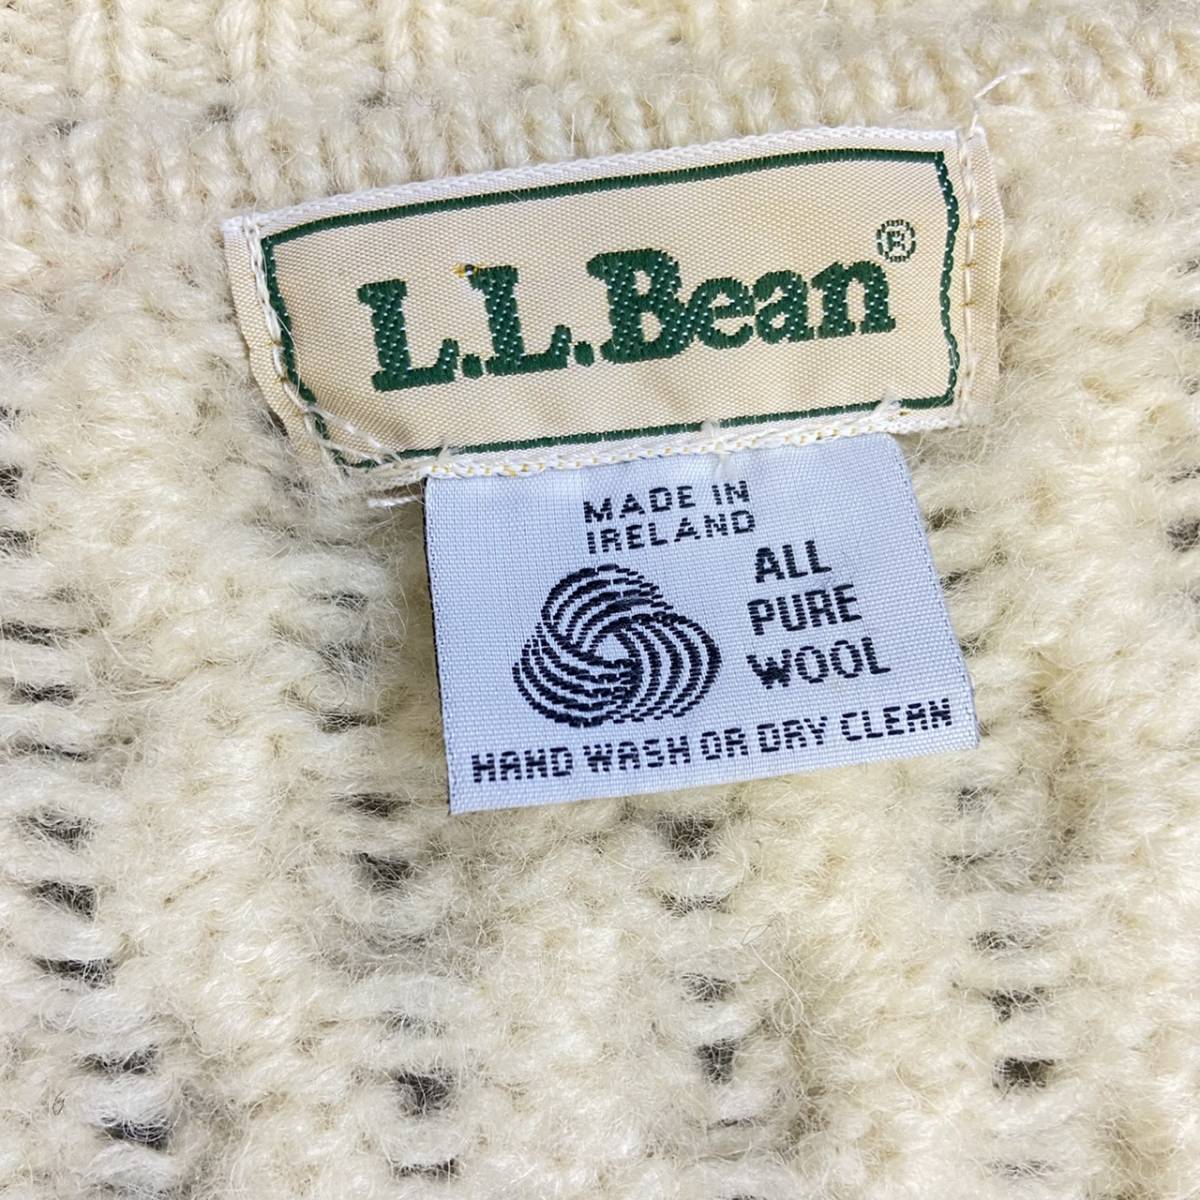 L.L.Bean®
MADE IN
IRELAND
ALL
PURE
WOOL
HAND WASH OR DRY CLEAN